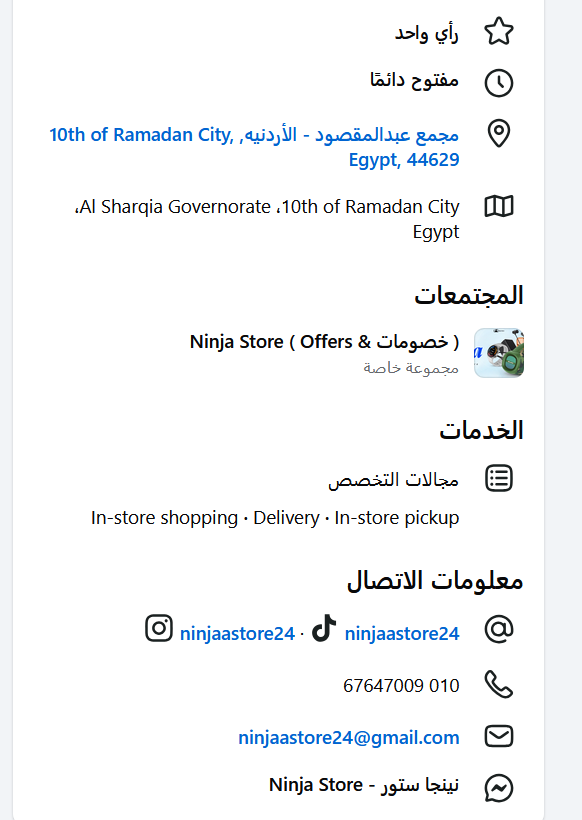 رأي واحد
مفتوح دائمًا
مجمع عبدالمقصود - الأردنيه, 10th of Ramadan City,
Egypt, 44629
10th of Ramadan City، Al Sharqia Governorate،
Egypt
المجتمعات
Ninja Store ( Offers & خصومات )
مجموعة خاصة
الخدمات
مجالات التخصص
In-store shopping · Delivery · In-store pickup
معلومات الاتصال
ninjaastore24 · ninjaastore24
010 67647009
ninjaastore24@gmail.com
نينجا ستور - Ninja Store